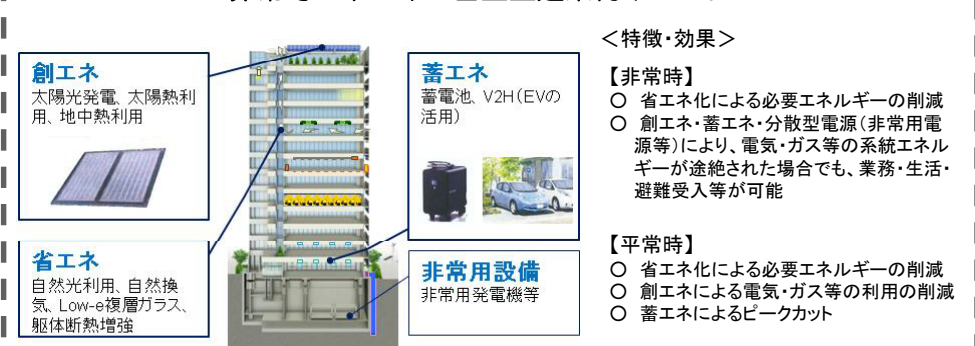 創エネ
太陽光発電、太陽熱利
用、地中熱利用
省エネ
自然光利用、自然換
気、Low-e複層ガラス、
躯体断熱増強
蓄エネ
蓄電池、V2H(EVの
活用)
非常用設備
非常用発電機等
<特徴・効果>
【非常時】
○ 省エネ化による必要エネルギーの削減
○ 創エネ・蓄エネ・分散型電源(非常用電
源等)により、電気・ガス等の系統エネル
ギーが途絶された場合でも、業務・生活・
避難受入等が可能
【平常時】
○ 省エネ化による必要エネルギーの削減
○ 創エネによる電気・ガス等の利用の削減
○ 蓄エネによるピークカット